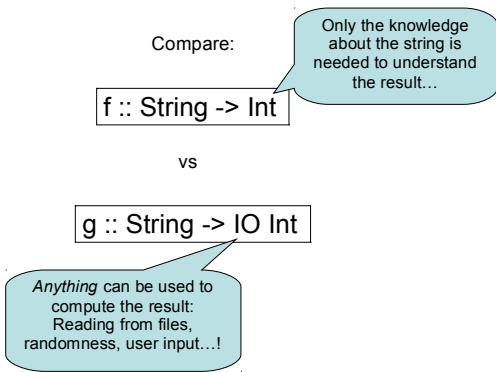 Compare:
Only the knowledge
about the string is
needed to understand
the result…
f :: String -> Int
vs
g :: String -> IO Int
Anything can be used to
compute the result:
Reading from files,
randomness, user input…!